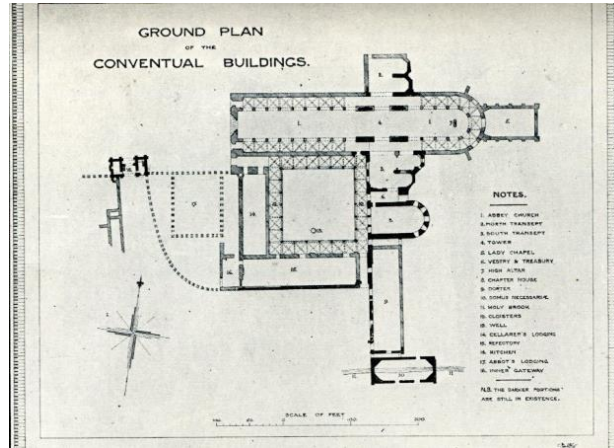 GROUND PLAN
OF THE
CONVENTUAL BUILDINGS.
NOTES.
1. ABBEY CHURCH
2. NORTH TRANSEPT
3. SOUTH TRANSEPT
4. TOWER
5. LADY CHAPEL
6. VESTRY & TREASURY
7. HIGH ALTAR
8. CHAPTER HOUSE
9. DORTER
10. DOMUS NECESSARIAE
11. HOLY BROOK
12. CLOISTERS
13. WELL
14. CELLARER'S LODGING
15. REFECTORY
16. KITCHEN
17. ABBOT'S LODGING
18. INNER GATEWAY
N.B. THE DARKER PORTIONS
ARE STILL IN EXISTENCE.
SCALE OF FEET